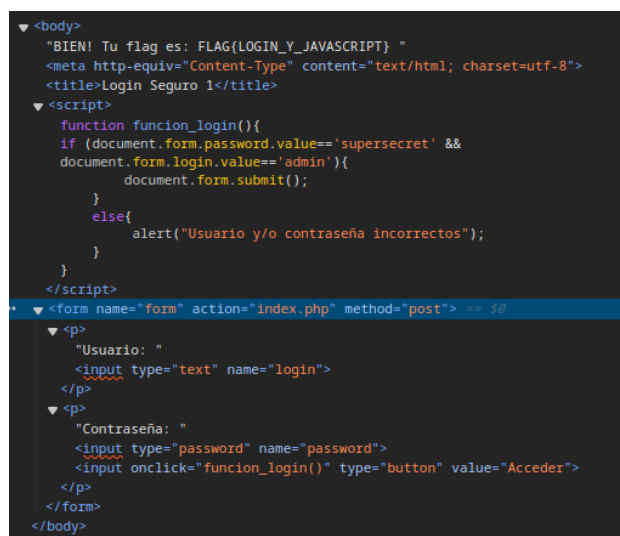 <body>
"BIEN! Tu flag es: FLAG{LOGIN_Y_JAVASCRIPT} "
<meta http-equiv="Content-Type" content="text/html; charset=utf-8">
<title>Login Seguro 1</title>
<script>
function funcion_login(){
if (document.form.password.value=='supersecret' &&
document.form.login.value=='admin'){
document.form.submit();
}
else{
alert("Usuario y/o contraseña incorrectos");
}
}
</script>
<form name="form" action="index.php" method="post"> == $0
<p>
"Usuario: "
<input type="text" name="login">
</p>
<p>
"Contraseña: "
<input type="password" name="password">
<input onclick="funcion_login()" type="button" value="Acceder">
</p>
</form>
</body>